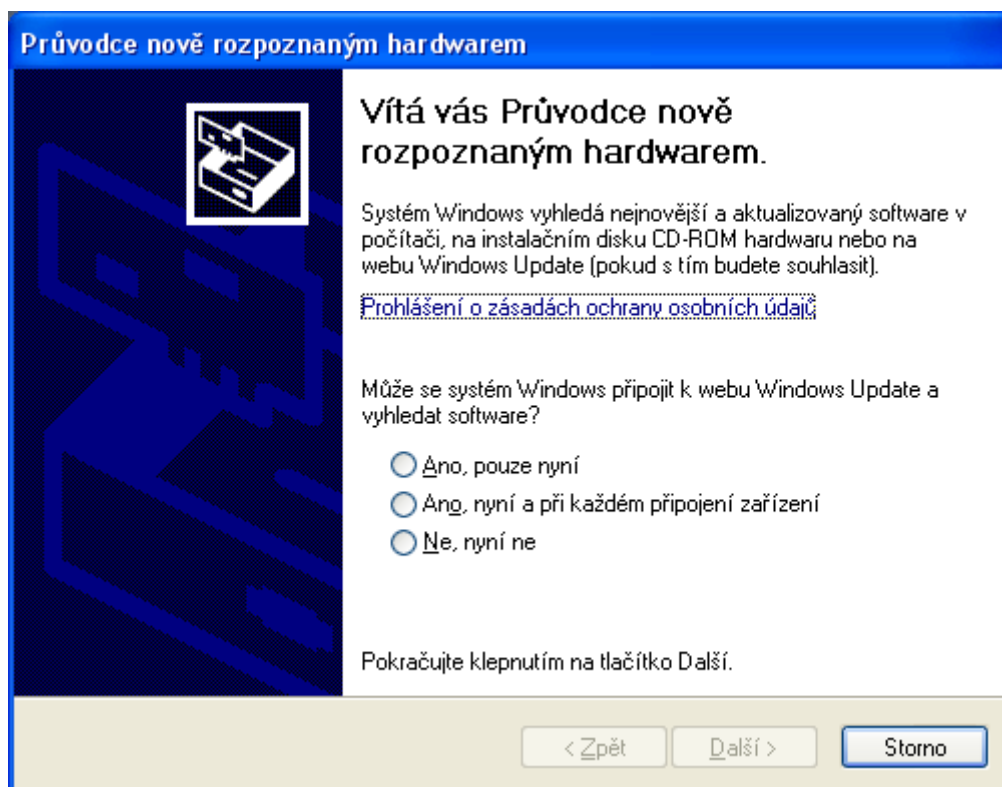 Průvodce nově rozpoznaným hardwarem
Vítá vás Průvodce nově
rozpoznaným hardwarem.
Systém Windows vyhledá nejnovější a aktualizovaný software v
počítači, na instalačním disku CD-ROM hardwaru nebo na
webu Windows Update (pokud s tím budete souhlasit).
Prohlášení o zásadách ochrany osobních údajů
Může se systém Windows připojit k webu Windows Update a
vyhledat software?
Ano, pouze nyní
Ano, nyní a při každém připojení zařízení
Ne, nyní ne
Pokračujte klepnutím na tlačítko Další.
< Zpět
Další >
Storno